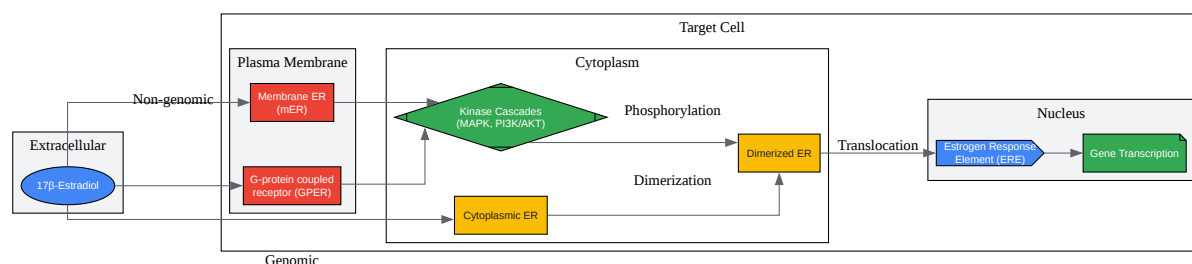 Target Cell
Plasma Membrane
Cytoplasm
Non-genomic
Membrane ER
(mER)
Kinase Cascades
(MAPK, PI3K/AKT)
Phosphorylation
Nucleus
Extracellular
17β-Estradiol
G-protein coupled
receptor (GPER)
Dimerization
Dimerized ER
Translocation
Estrogen Response
Element (ERE)
Gene Transcription
Cytoplasmic ER
Genomic